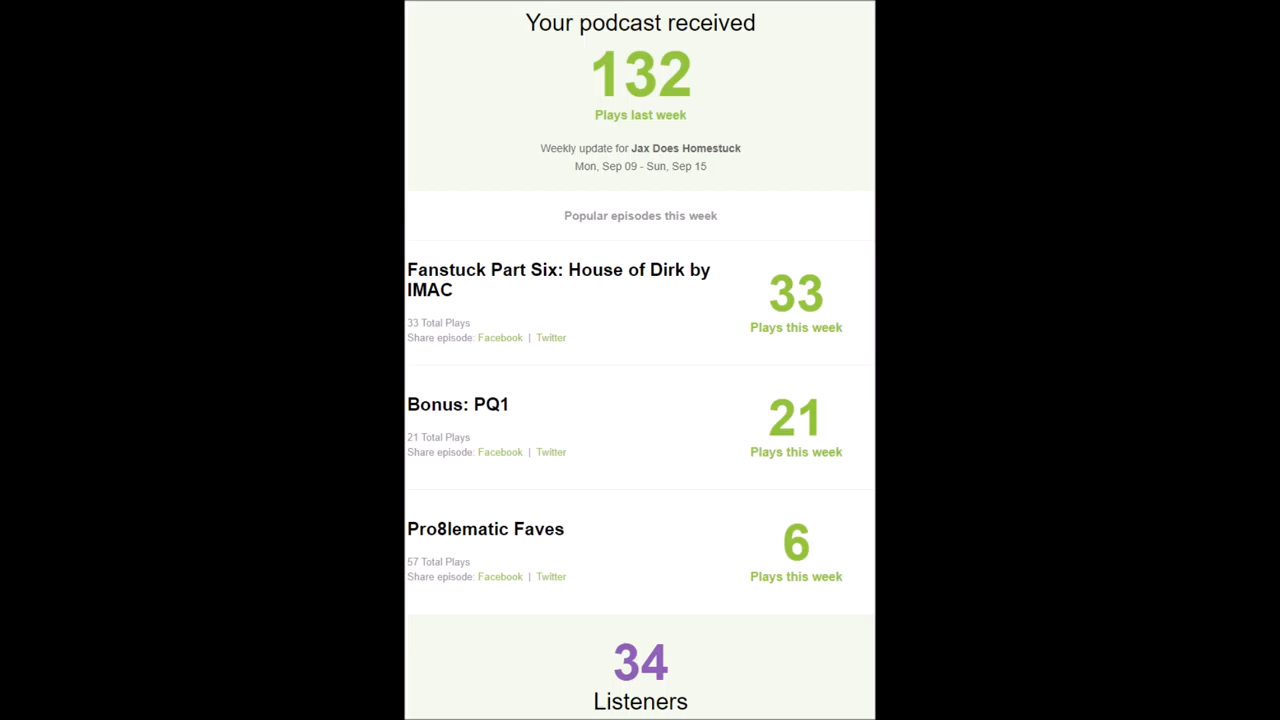 Your podcast received
132
Plays last week
Weekly update for Jax Does Homestuck
Mon, Sep 09 - Sun, Sep 15
Popular episodes this week
Fanstuck Part Six: House of Dirk by
IMAC
33 Total Plays
Share episode: Facebook | Twitter
33
Plays this week
Bonus: PQ1
21 Total Plays
Share episode: Facebook | Twitter
21
Plays this week
Pro8lematic Faves
57 Total Plays
Share episode: Facebook | Twitter
6
Plays this week
34
Listeners